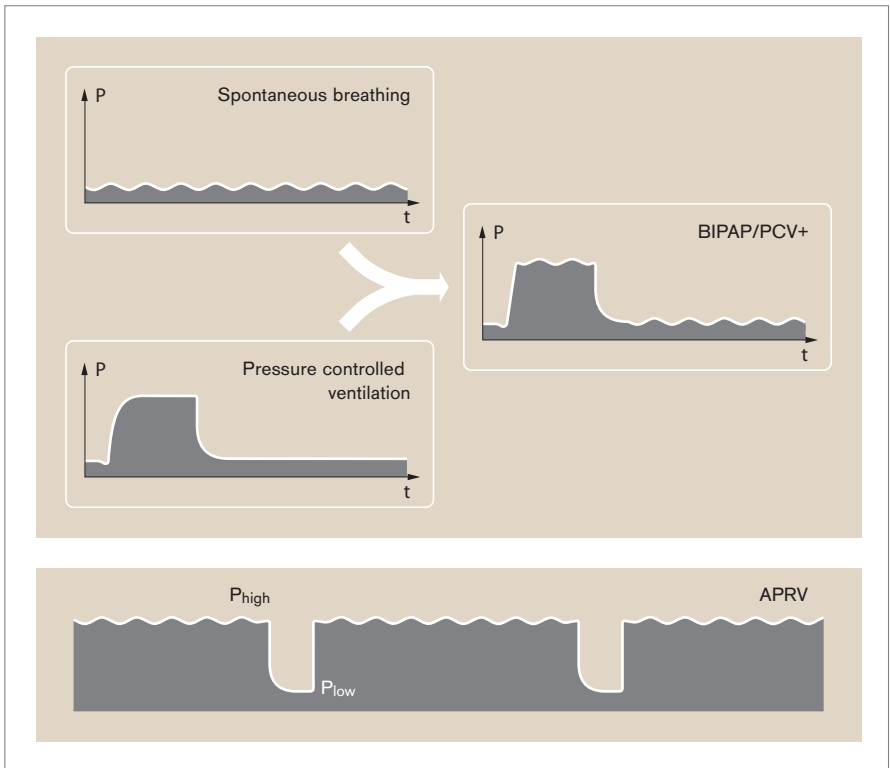 P
Spontaneous breathing
t
P
BIPAP/PCV+
t
P
Pressure controlled
ventilation
t
Phigh
APRV
Plow